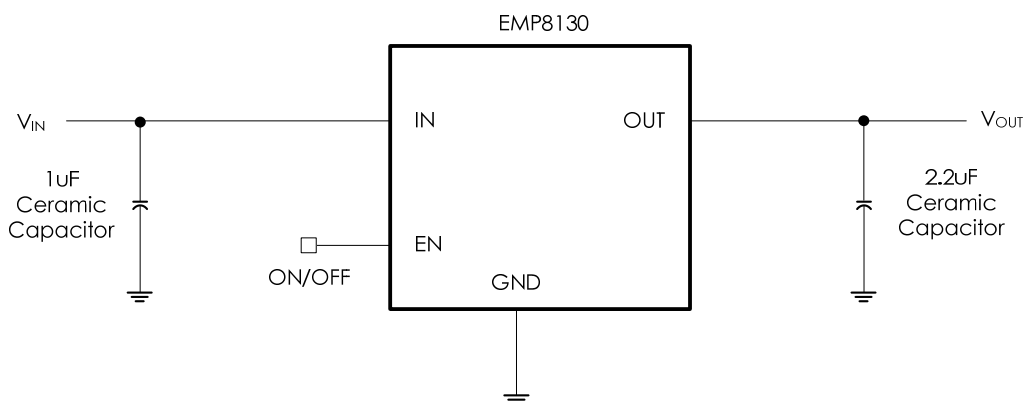 EMP8130
VIN
IN
OUT
VOUT
1uF
Ceramic
Capacitor
2.2uF
Ceramic
Capacitor
EN
ON/OFF
GND